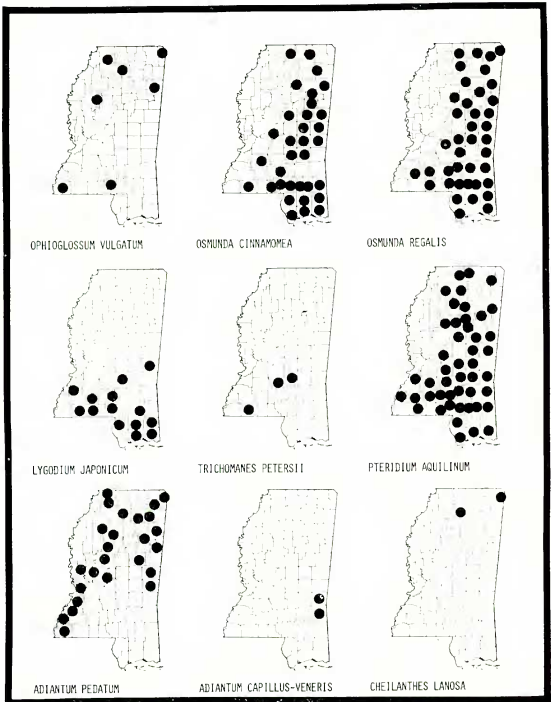 OPHIOGLOSSUM VULGATUM
OSMUNDA CINNAMOMEA
OSMUNDA REGALIS
LYGODIUM JAPONICUM
TRICHOMANES PETERSII
PTERIDIUM AQUILINUM
ADIANTUM PEDATUM
ADIANTUM CAPILLUS-VENERIS
CHEILANTHES LANOSA